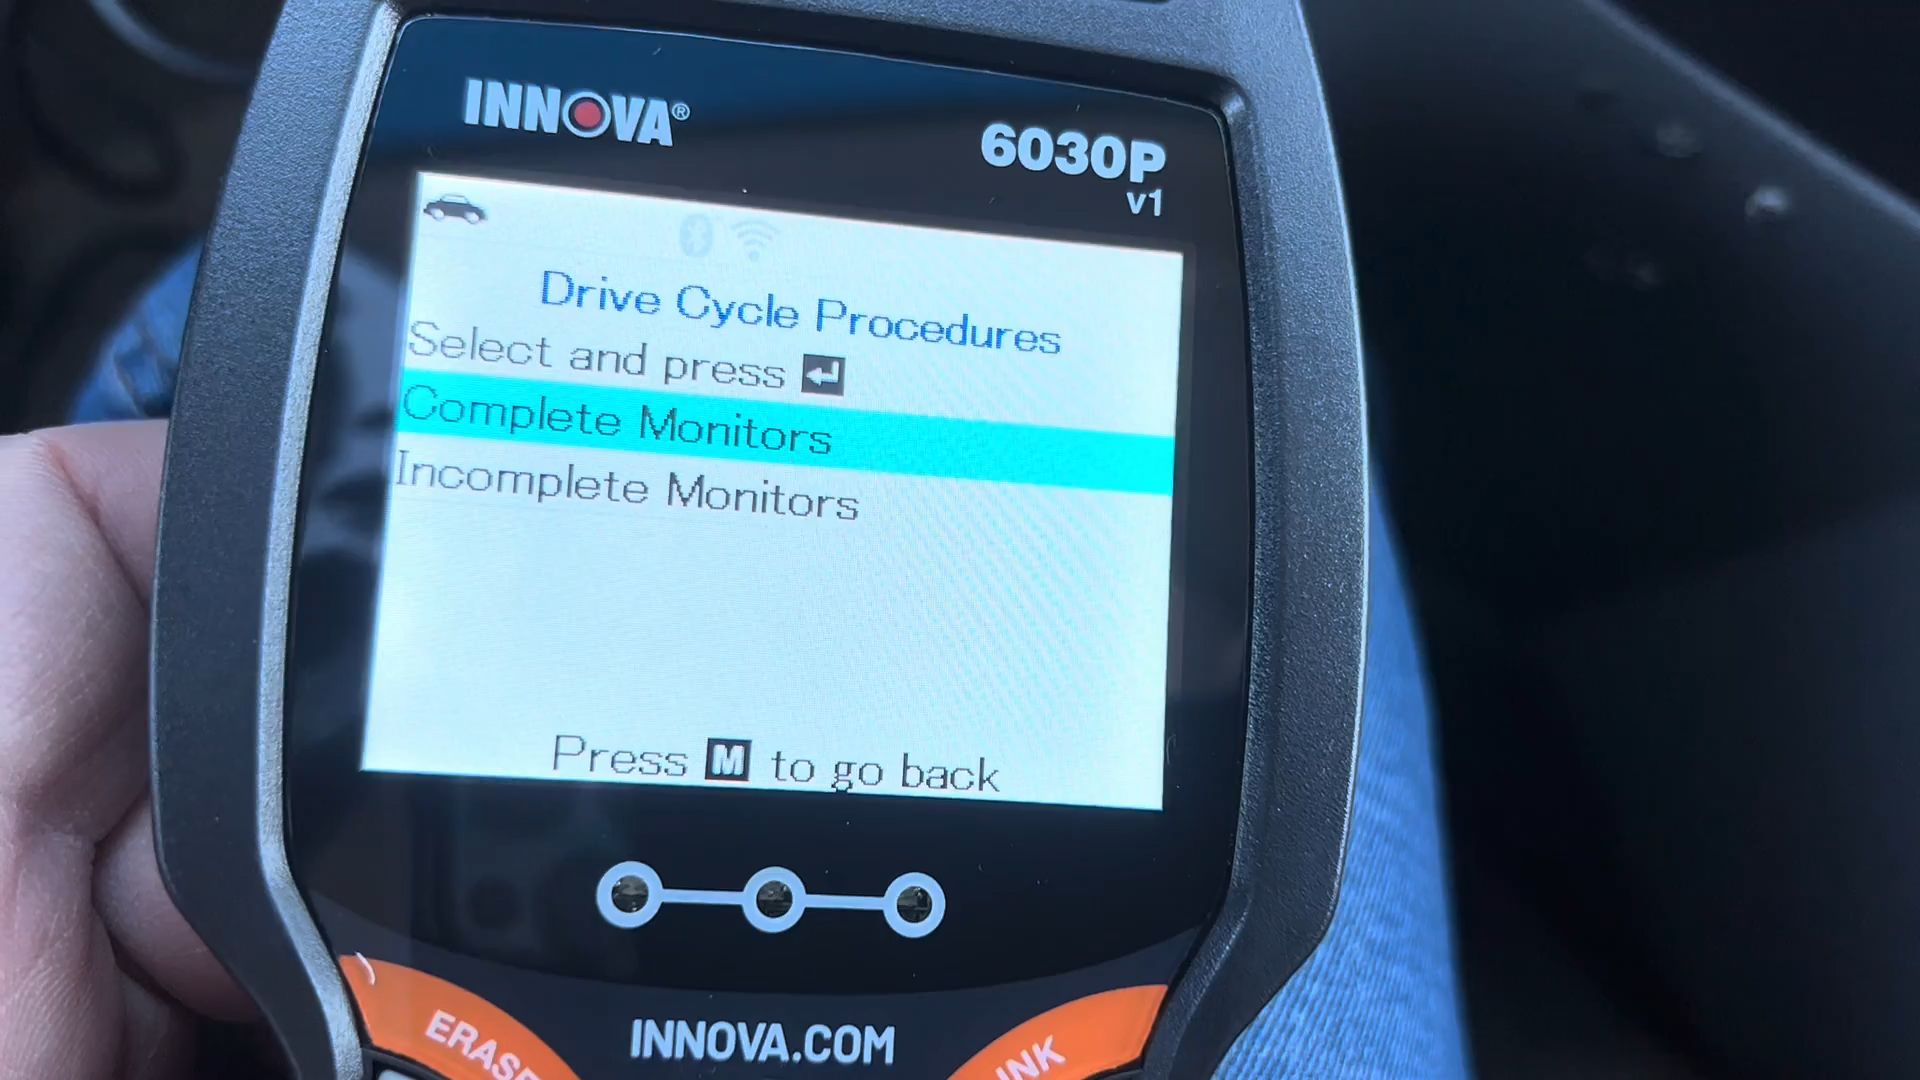 INNOVA®
6030P
v1
Drive Cycle Procedures
Select and press
Complete Monitors
Incomplete Monitors
Press M to go back
INNOVA.COM
ERASE